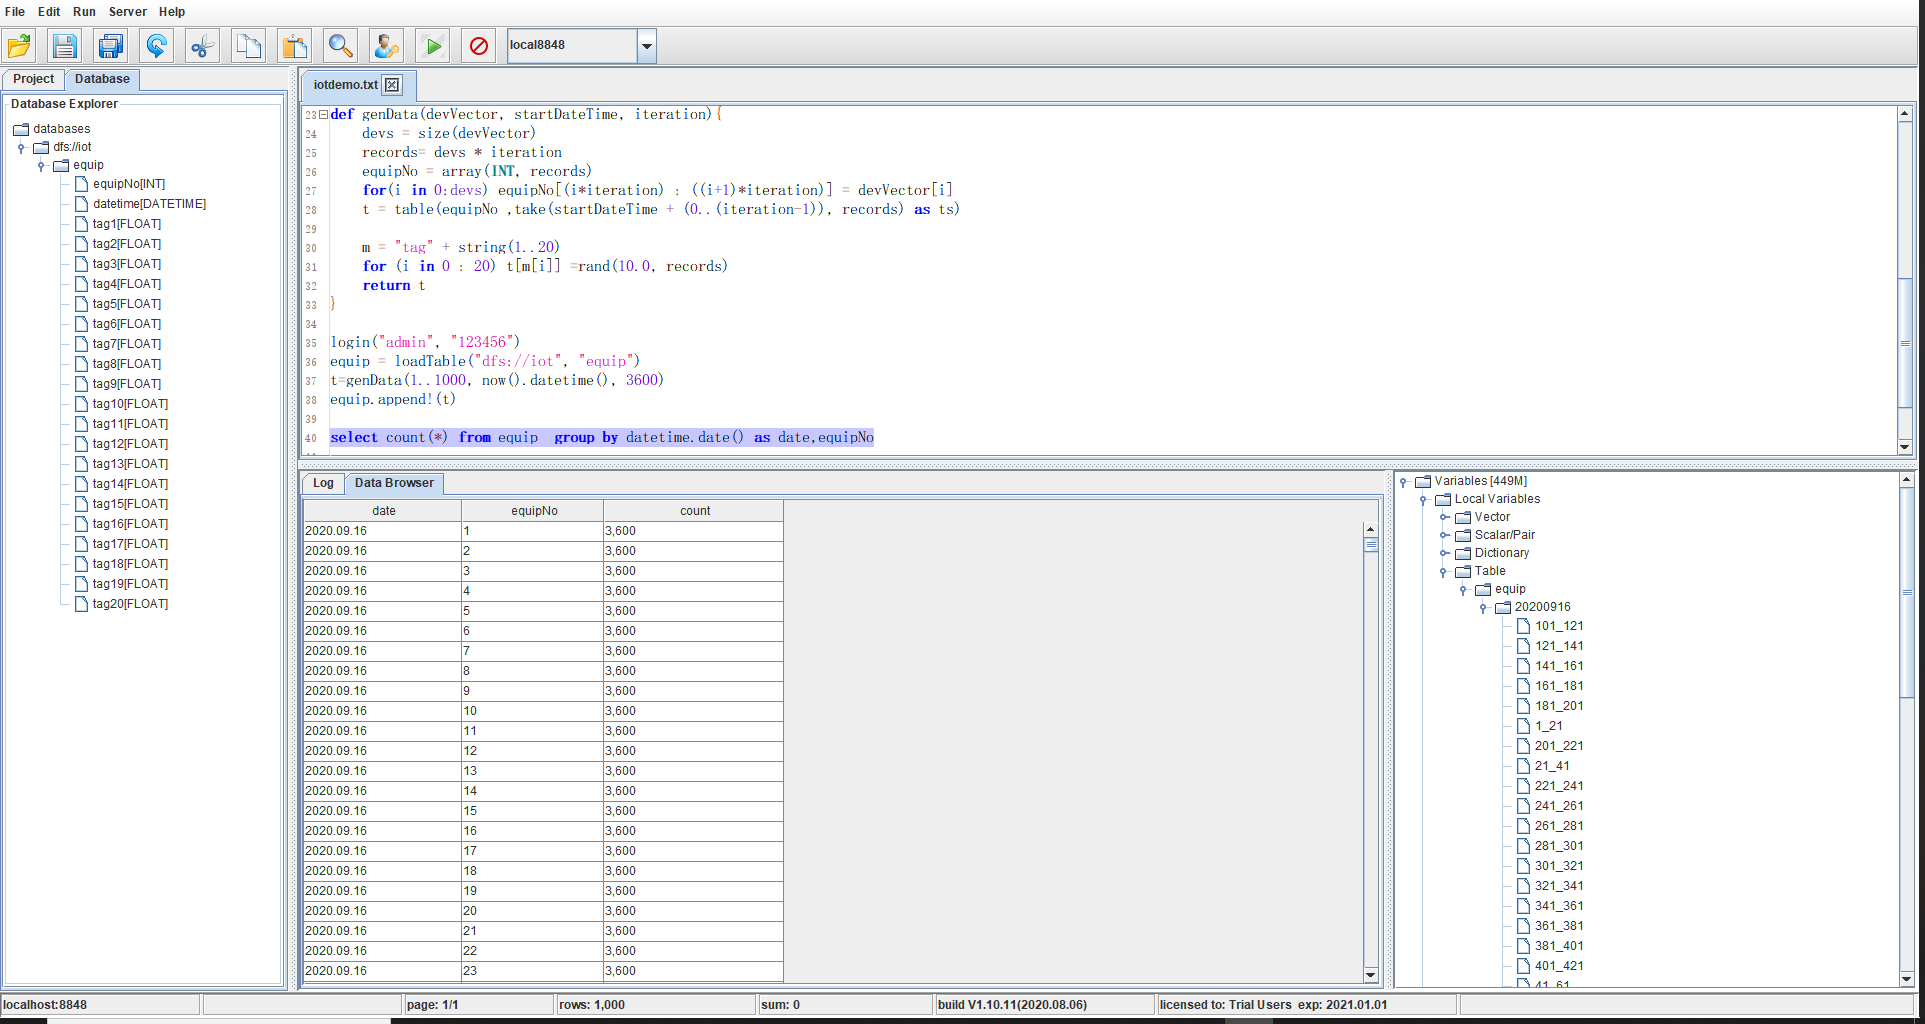 File Edit Run Server Help
local8848
Project Database
Database Explorer
databases
dfs://iot
equip
equipNo[INT]
datetime[DATETIME]
tag1[FLOAT]
tag2[FLOAT]
tag3[FLOAT]
tag4[FLOAT]
tag5[FLOAT]
tag6[FLOAT]
tag7[FLOAT]
tag8[FLOAT]
tag9[FLOAT]
tag10[FLOAT]
tag11[FLOAT]
tag12[FLOAT]
tag13[FLOAT]
tag14[FLOAT]
tag15[FLOAT]
tag16[FLOAT]
tag17[FLOAT]
tag18[FLOAT]
tag19[FLOAT]
tag20[FLOAT]
iotdemo.txt
23 def genData(devVector, startDateTime, iteration){
24 devs = size(devVector)
25 records= devs * iteration
26 equipNo = array(INT, records)
27 for(i in 0:devs) equipNo[(i*iteration) : ((i+1)*iteration)] = devVector[i]
28 t = table(equipNo ,take(startDateTime + (0..(iteration-1)), records) as ts)
29
30 m = "tag" + string(1..20)
31 for (i in 0 : 20) t[m[i]] =rand(10.0, records)
32 return t
33 }
34
35 login("admin", "123456")
36 equip = loadTable("dfs://iot", "equip")
37 t=genData(1..1000, now().datetime(), 3600)
38 equip.append!(t)
39
40 select count(*) from equip  group by datetime.date() as date,equipNo
Log Data Browser
date equipNo count
2020.09.16 1 3,600
2020.09.16 2 3,600
2020.09.16 3 3,600
2020.09.16 4 3,600
2020.09.16 5 3,600
2020.09.16 6 3,600
2020.09.16 7 3,600
2020.09.16 8 3,600
2020.09.16 9 3,600
2020.09.16 10 3,600
2020.09.16 11 3,600
2020.09.16 12 3,600
2020.09.16 13 3,600
2020.09.16 14 3,600
2020.09.16 15 3,600
2020.09.16 16 3,600
2020.09.16 17 3,600
2020.09.16 18 3,600
2020.09.16 19 3,600
2020.09.16 20 3,600
2020.09.16 21 3,600
2020.09.16 22 3,600
2020.09.16 23 3,600
Variables [449M]
Local Variables
Vector
Scalar/Pair
Dictionary
Table
equip
20200916
101_121
121_141
141_161
161_181
181_201
1_21
201_221
21_41
221_241
241_261
261_281
281_301
301_321
321_341
341_361
361_381
381_401
401_421
41_61
localhost:8848 page: 1/1 rows: 1,000 sum: 0 build V1.10.11(2020.08.06) licensed to: Trial Users  exp: 2021.01.01